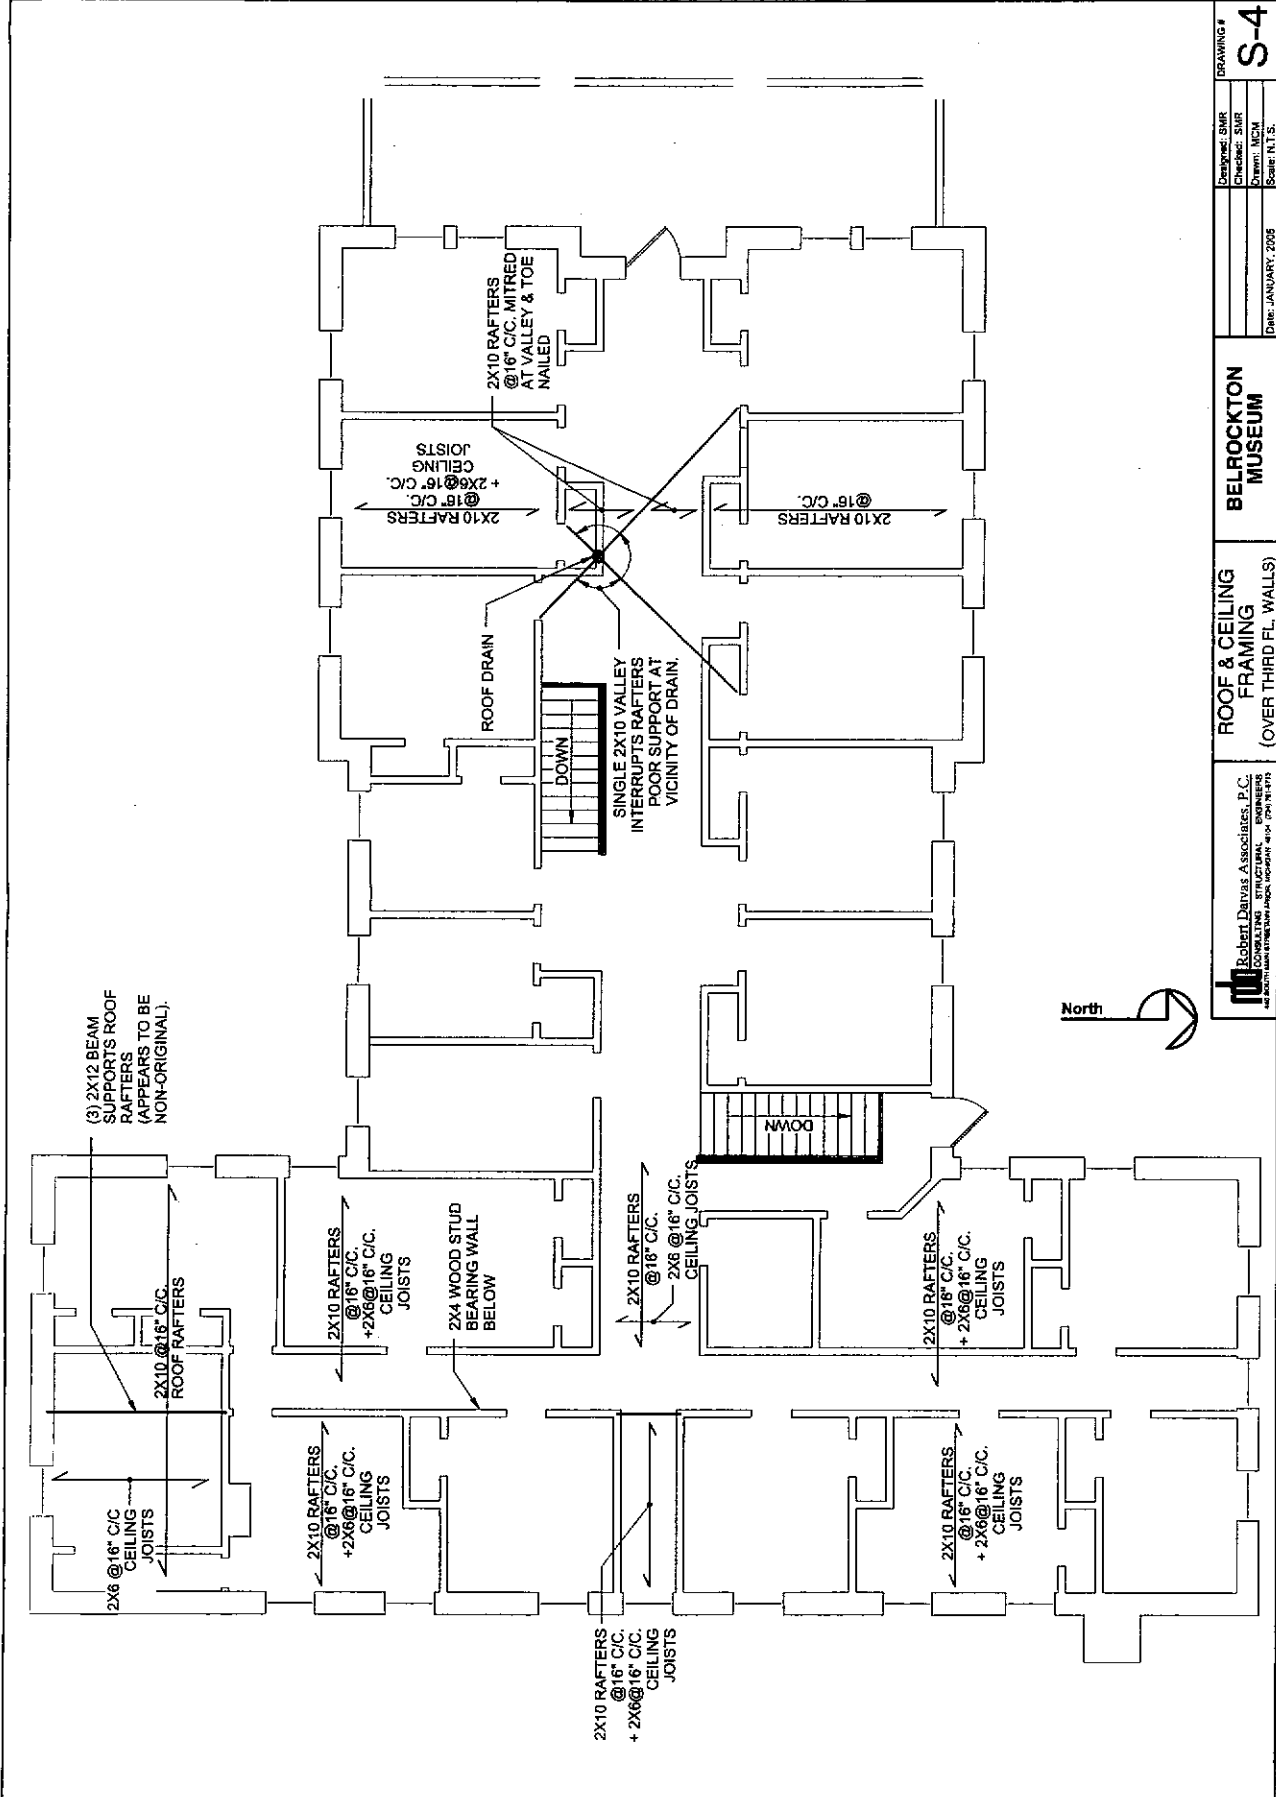 (3) 2X12 BEAM
SUPPORTS ROOF
RAFTERS
(APPEARS TO BE
NON-ORIGINAL).
2X10 @16" C/C.
ROOF RAFTERS
2X6 @16" C/C
CEILING
JOISTS
2X10 RAFTERS
@16" C/C.
+2X6@16" C/C.
CEILING
JOISTS
2X10 RAFTERS
@16" C/C.
+2X6@16" C/C.
CEILING
JOISTS
2X4 WOOD STUD
BEARING WALL
BELOW
2X10 RAFTERS
@16" C/C.
+ 2X6@16" C/C.
CEILING
JOISTS
2X10 RAFTERS
@16" C/C.
2X6 @16" C/C.
CEILING JOISTS
2X10 RAFTERS
@16" C/C.
+ 2X6@16" C/C.
CEILING
JOISTS
2X10 RAFTERS
@16" C/C.
+ 2X6@16" C/C.
CEILING
JOISTS
DOWN
DOWN
ROOF DRAIN
SINGLE 2X10 VALLEY
INTERRUPTS RAFTERS
POOR SUPPORT AT
VICINITY OF DRAIN.
2X10 RAFTERS
@16" C/C.
+ 2X6@16" C/C.
CEILING
JOISTS
2X10 RAFTERS
@16" C/C, MITRED
AT VALLEY & TOE
NAILED
2X10 RAFTERS
@16" C/C.
North
Robert Darvas Associates, P.C.
CONSULTING STRUCTURAL ENGINEERS
ROOF & CEILING
FRAMING
(OVER THIRD FL. WALLS)
BELROCKTON
MUSEUM
Date: JANUARY, 2005
Designed: SMR
Checked: SMR
Drawn: MCM
Scale: N.T.S.
DRAWING #
S-4